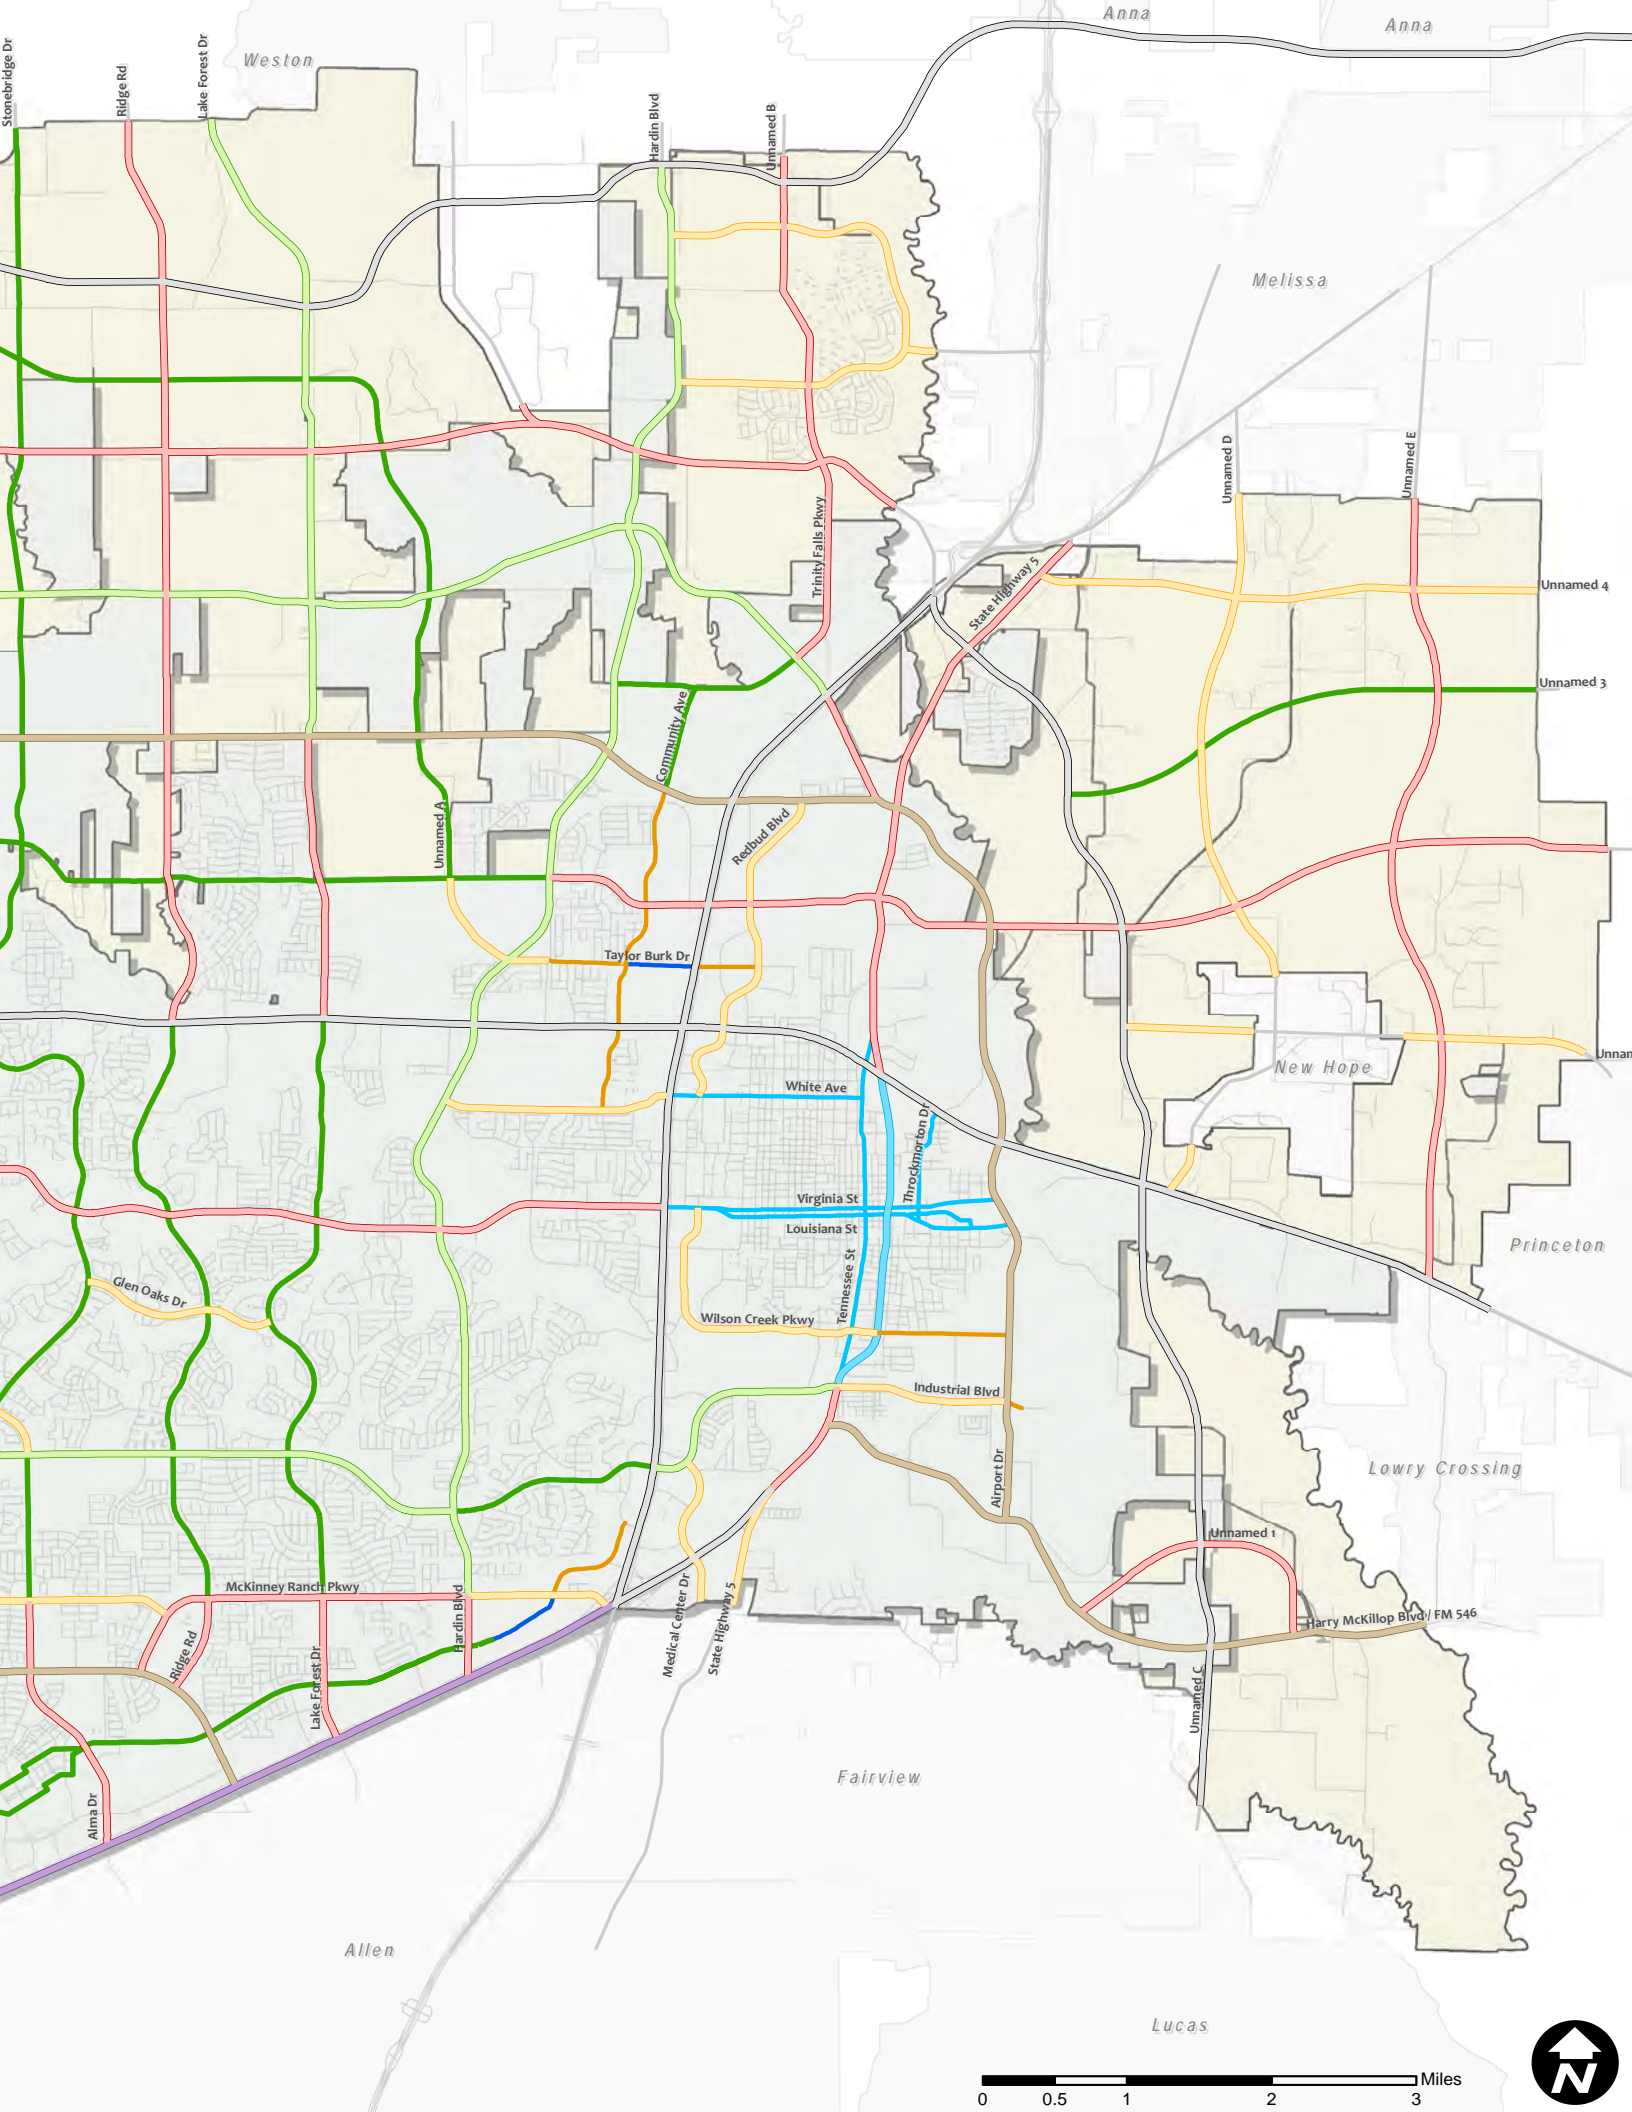 Anna
Anna
Weston
Stonebridge Dr
Ridge Rd
Lake Forest Dr
Hardin Blvd
Unnamed B
Melissa
Unnamed D
Unnamed E
Trinity Falls Pkwy
State Highway 5
Unnamed 4
Unnamed 3
Community Ave
Unnamed A
Redbud Blvd
Taylor Burk Dr
Unnam
New Hope
White Ave
Throckmorton Dr
Virginia St
Louisiana St
Tennessee St
Princeton
Glen Oaks Dr
Wilson Creek Pkwy
Industrial Blvd
Airport Dr
Lowry Crossing
Unnamed 1
McKinney Ranch Pkwy
Hardin Blvd
Ridge Rd
Lake Forest Dr
Medical Center Dr
State Highway 5
Harry McKillop Blvd / FM 546
Unnamed C
Alma Dr
Fairview
Allen
Lucas
N
Miles
0 0.5 1 2 3